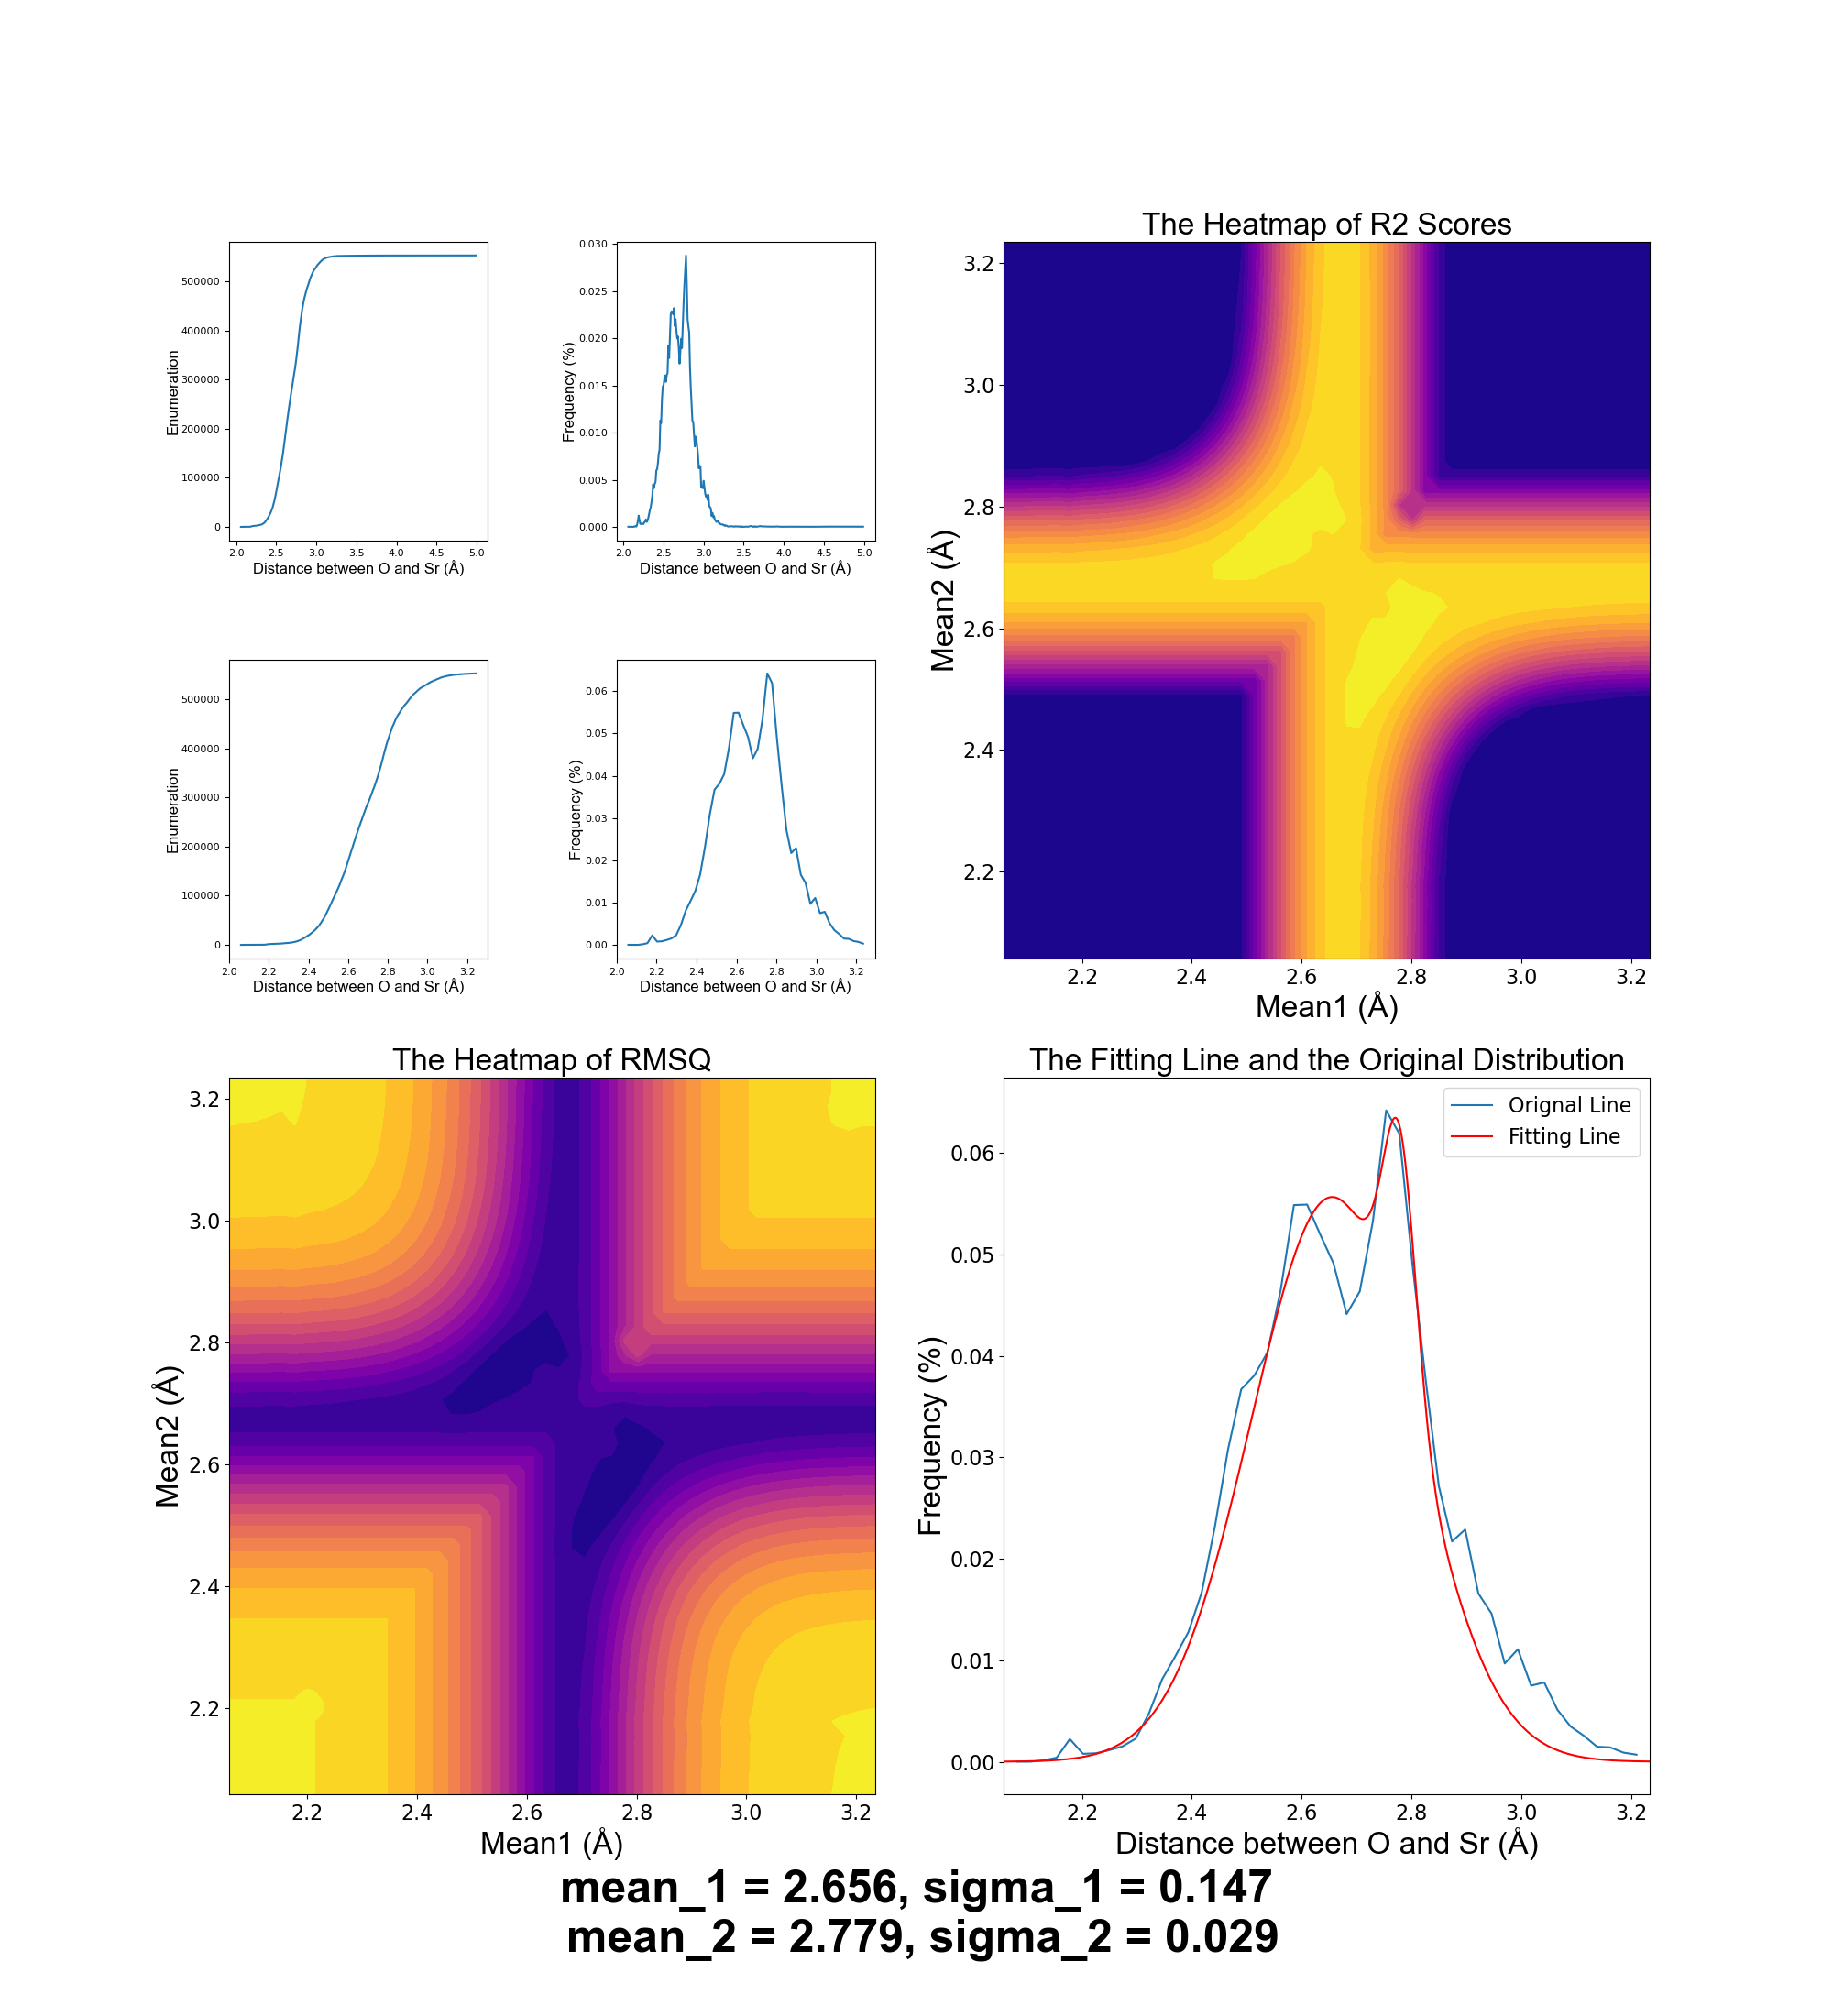 500000
400000
300000
200000
100000
0
Enumeration
2.0 2.5 3.0 3.5 4.0 4.5 5.0
Distance between O and Sr (Å)
0.030
0.025
0.020
0.015
0.010
0.005
0.000
Frequency (%)
2.0 2.5 3.0 3.5 4.0 4.5 5.0
Distance between O and Sr (Å)
500000
400000
300000
200000
100000
0
Enumeration
2.0 2.2 2.4 2.6 2.8 3.0 3.2
Distance between O and Sr (Å)
0.06
0.05
0.04
0.03
0.02
0.01
0.00
Frequency (%)
2.0 2.2 2.4 2.6 2.8 3.0 3.2
Distance between O and Sr (Å)
The Heatmap of R2 Scores
3.2
3.0
2.8
2.6
2.4
2.2
Mean2 (Å)
2.2 2.4 2.6 2.8 3.0 3.2
Mean1 (Å)
The Heatmap of RMSQ
3.2
3.0
2.8
2.6
2.4
2.2
Mean2 (Å)
2.2 2.4 2.6 2.8 3.0 3.2
Mean1 (Å)
The Fitting Line and the Original Distribution
Orignal Line
Fitting Line
0.06
0.05
0.04
0.03
0.02
0.01
0.00
Frequency (%)
2.2 2.4 2.6 2.8 3.0 3.2
Distance between O and Sr (Å)
mean_1 = 2.656, sigma_1 = 0.147
mean_2 = 2.779, sigma_2 = 0.029